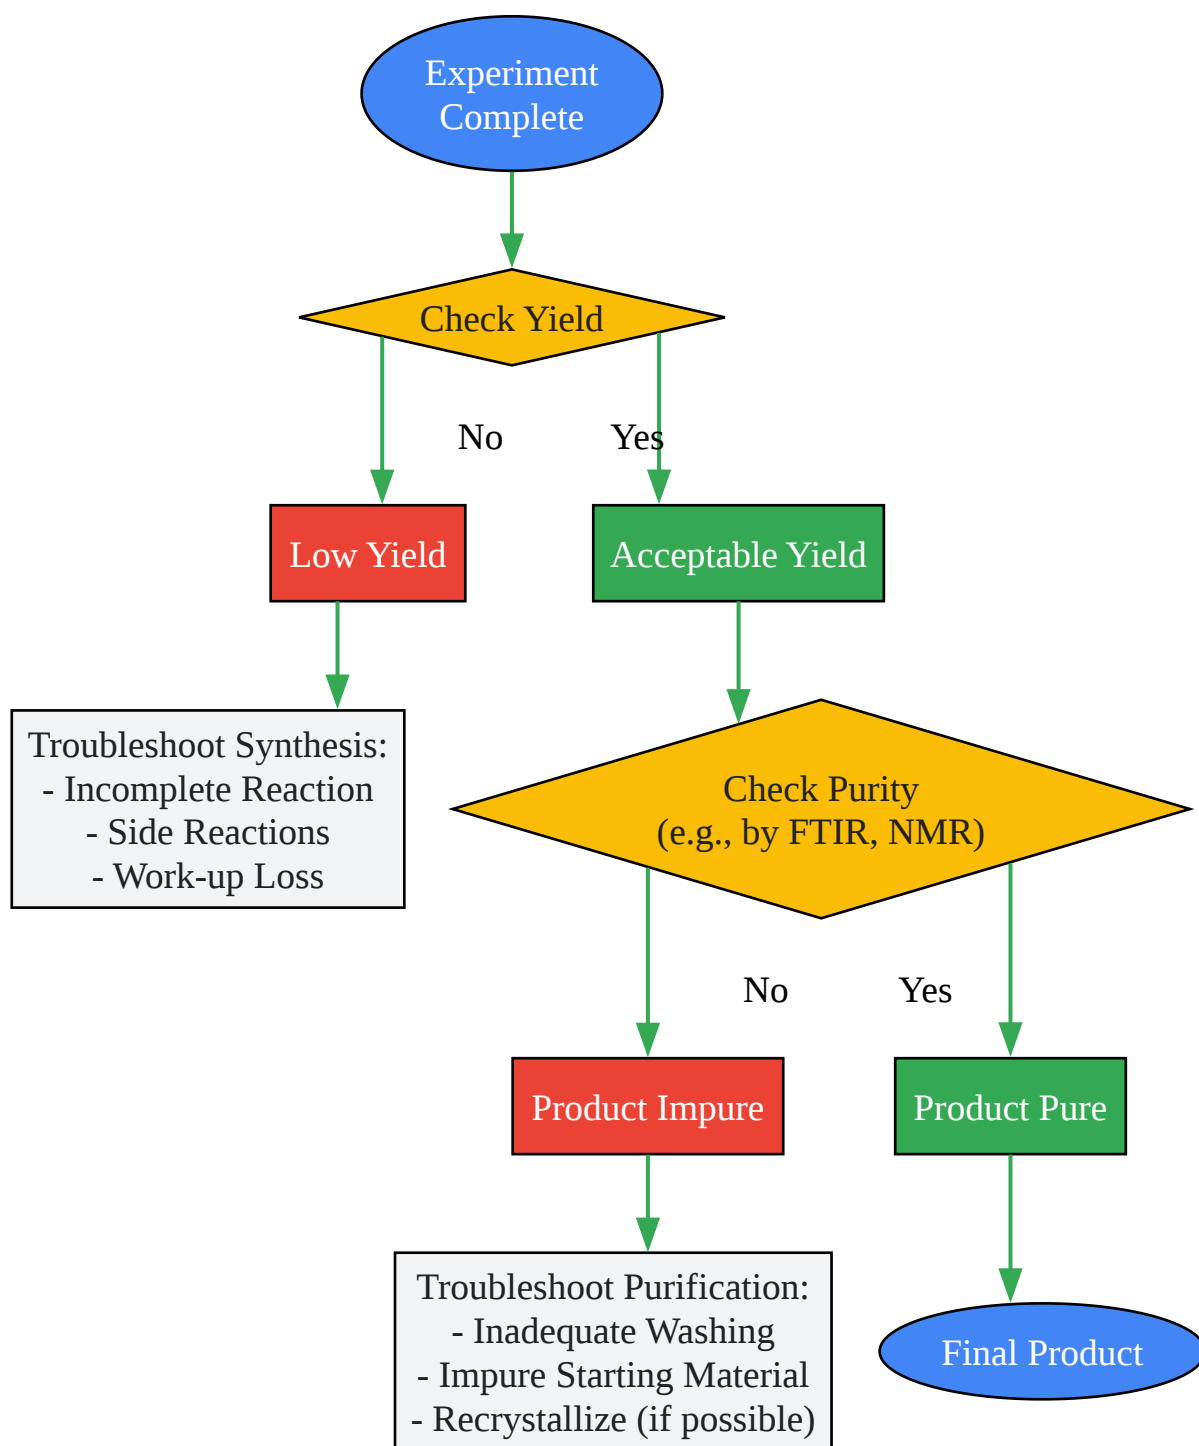 Experiment
Complete
Check Yield
No
Yes
Low Yield
Acceptable Yield
Troubleshoot Synthesis:
- Incomplete Reaction
- Side Reactions
- Work-up Loss
Check Purity
(e.g., by FTIR, NMR)
No
Yes
Product Impure
Product Pure
Troubleshoot Purification:
- Inadequate Washing
- Impure Starting Material
- Recrystallize (if possible)
Final Product